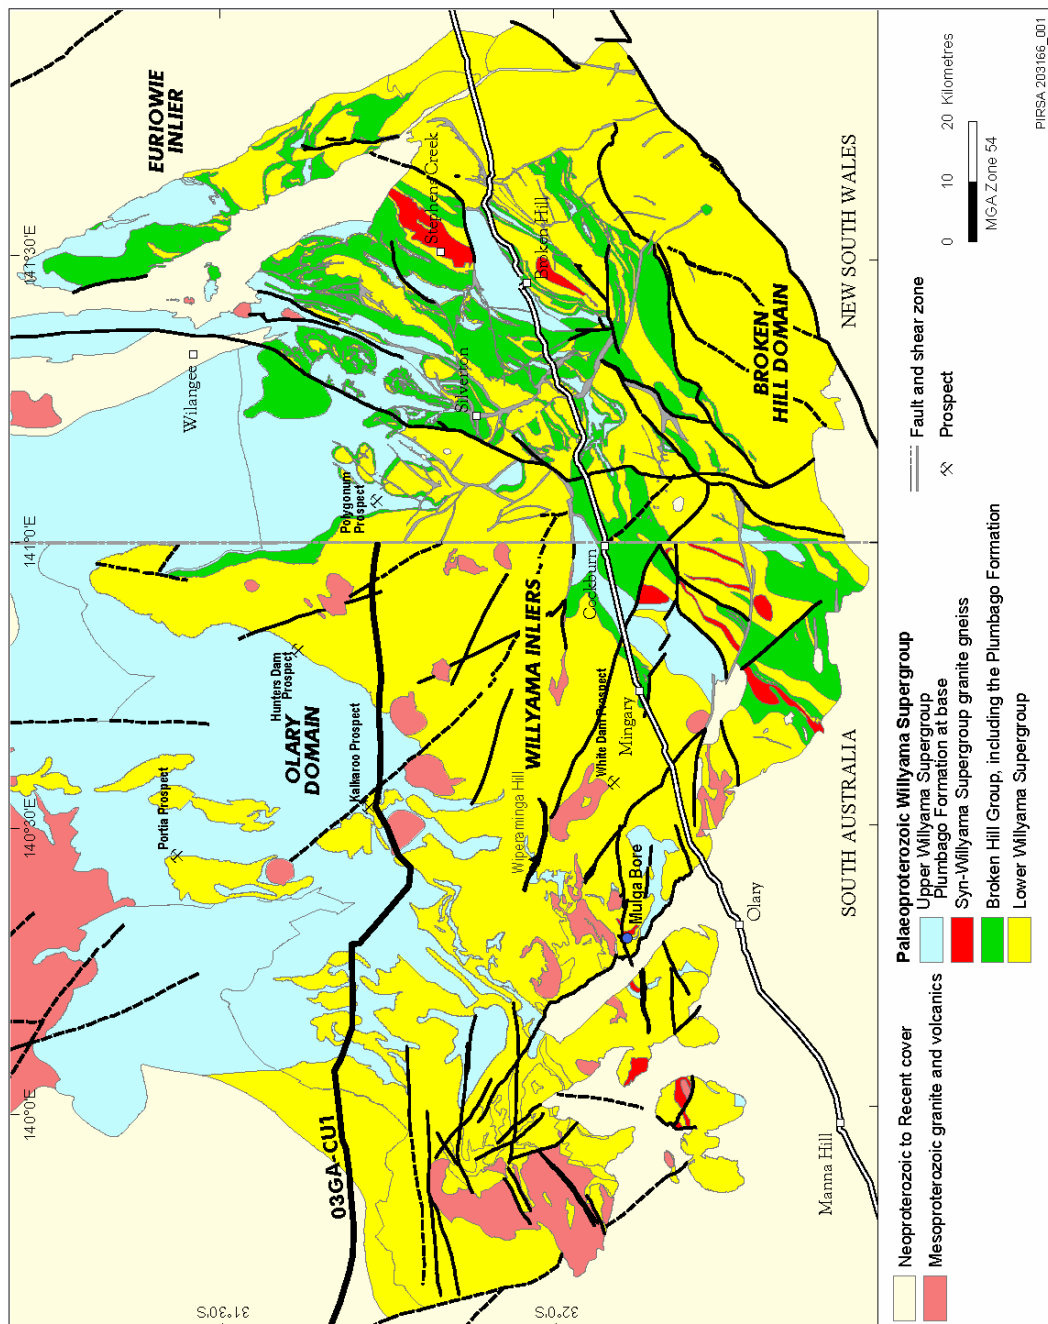 EURIOWIE
INLIER
141°30'E
Stephens Creek
Broken Hill
Wilangee
Silverton
BROKEN
HILL DOMAIN
Polygonum
Prospect
141°0'E
Cockburn
WILLYAMA INLIERS
Hunters Dam
Prospect
OLARY
DOMAIN
Kalkaroo Prospect
White Dam Prospect
Mingary
Wiperaminga Hill
Portia Prospect
140°30'E
Mulga Bore
Olary
140°0'E
03GA-CU1
Manna Hill
31°30'S
32°0'S
NEW SOUTH WALES
SOUTH AUSTRALIA
Neoproterozoic to Recent cover
Mesoproterozoic granite and volcanics
Palaeoproterozoic Willyama Supergroup
Upper Willyama Supergroup
Plumbago Formation at base
Syn-Willyama Supergroup granite gneiss
Broken Hill Group, including the Plumbago Formation
Lower Willyama Supergroup
Fault and shear zone
Prospect
0 10 20 Kilometres
MGA Zone 54
PIRSA 203166_001